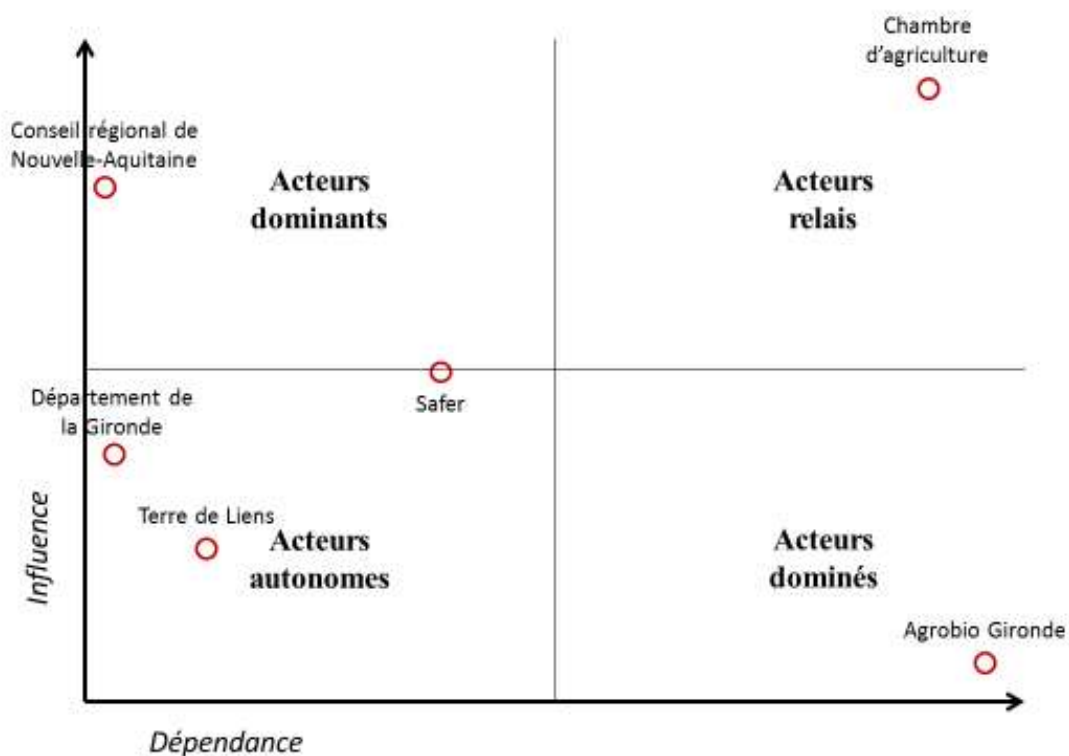 Chambre
d'agriculture
Conseil régional de
Nouvelle-Aquitaine
Acteurs
dominants
Acteurs
relais
Safer
Département de
la Gironde
Terre de Liens
Acteurs
autonomes
Acteurs
dominés
Agrobio Gironde
Influence
Dépendance